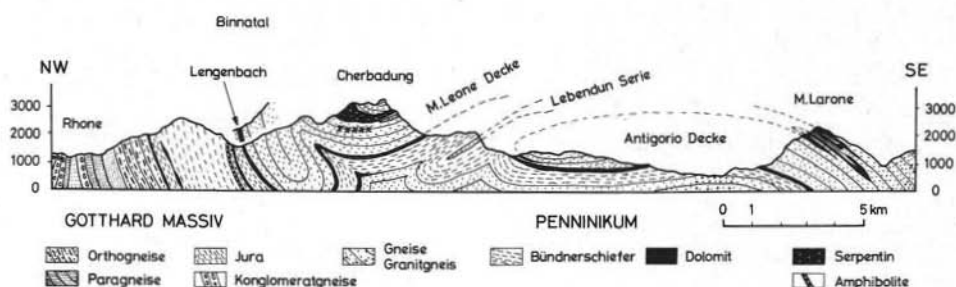 Binnatal
NW
Lengenbach
Cherbadung
M.Leone Decke
Lebendun Serie
SE
M.Larone
3000
2000
1000
0
Rhone
Antigorio Decke
3000
2000
1000
0
GOTTHARD MASSIV
PENNINIKUM
0 1 5 km
Orthogneise
Jura
Gneise
Granitgneis
Bündnerschiefer
Dolomit
Serpentin
Paragneise
Konglomeratgneise
Amphibolite